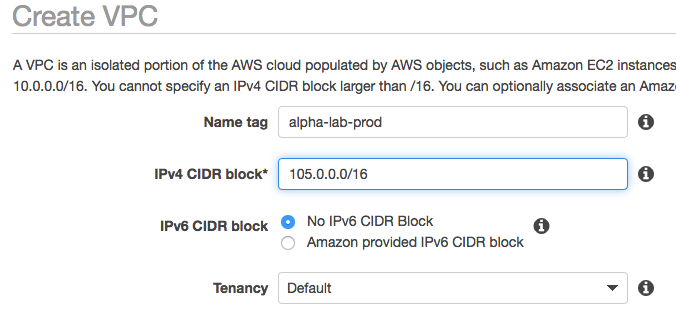 Create VPC
A VPC is an isolated portion of the AWS cloud populated by AWS objects, such as Amazon EC2 instances
10.0.0.0/16. You cannot specify an IPv4 CIDR block larger than /16. You can optionally associate an Amaz
Name tag alpha-lab-prod
IPv4 CIDR block* 105.0.0.0/16
IPv6 CIDR block No IPv6 CIDR Block
Amazon provided IPv6 CIDR block
Tenancy Default